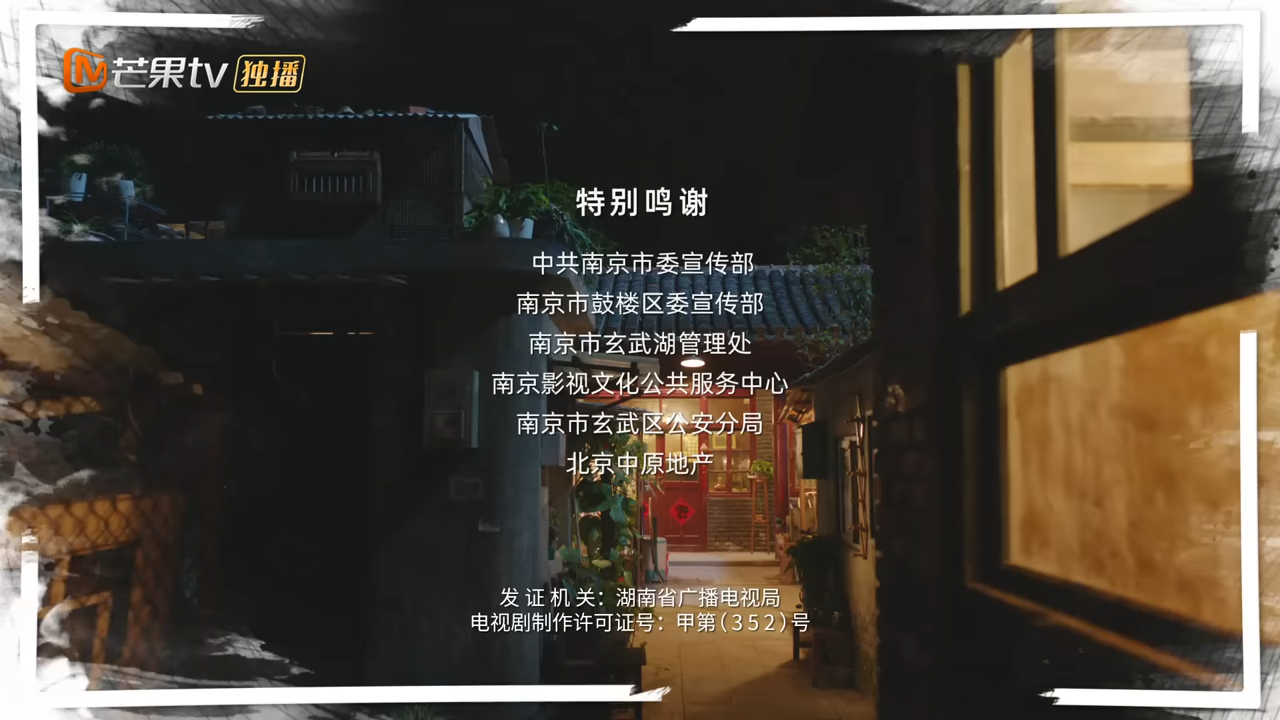 芒果tv 独播
特别鸣谢
中共南京市委宣传部
南京市鼓楼区委宣传部
南京市玄武湖管理处
南京影视文化公共服务中心
南京市玄武区公安分局
北京中原地产
发证机关：湖南省广播电视局
电视剧制作许可证号：甲第(352)号